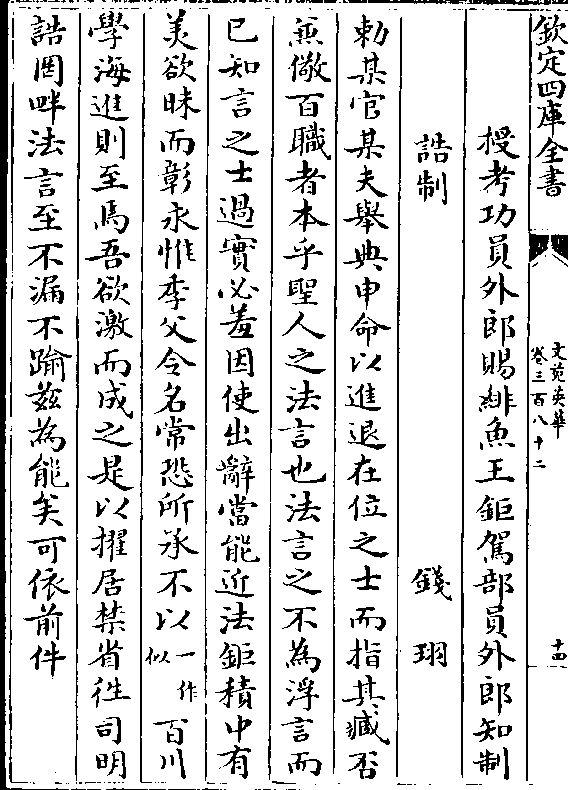 欽定四庫全書
文苑英華
卷三百八十二
十四
授考功員外郎賜緋魚王鉅駕部員外郎知制
誥制
錢珝
勅某官某夫舉典申命以進退在位之士而指其臧否
兼儆百職者本乎聖人之法言也法言之不為浮言而
已知言之士過實必羞因使出辭當能近法鉅積中有
美欲昧而彰永惟季父令名常恐所承不以一作似百川
學海進則至焉吾欲激而成之是以擢居禁省徃司明
誥罔畔法言至不漏不踰兹為能矣可依前件